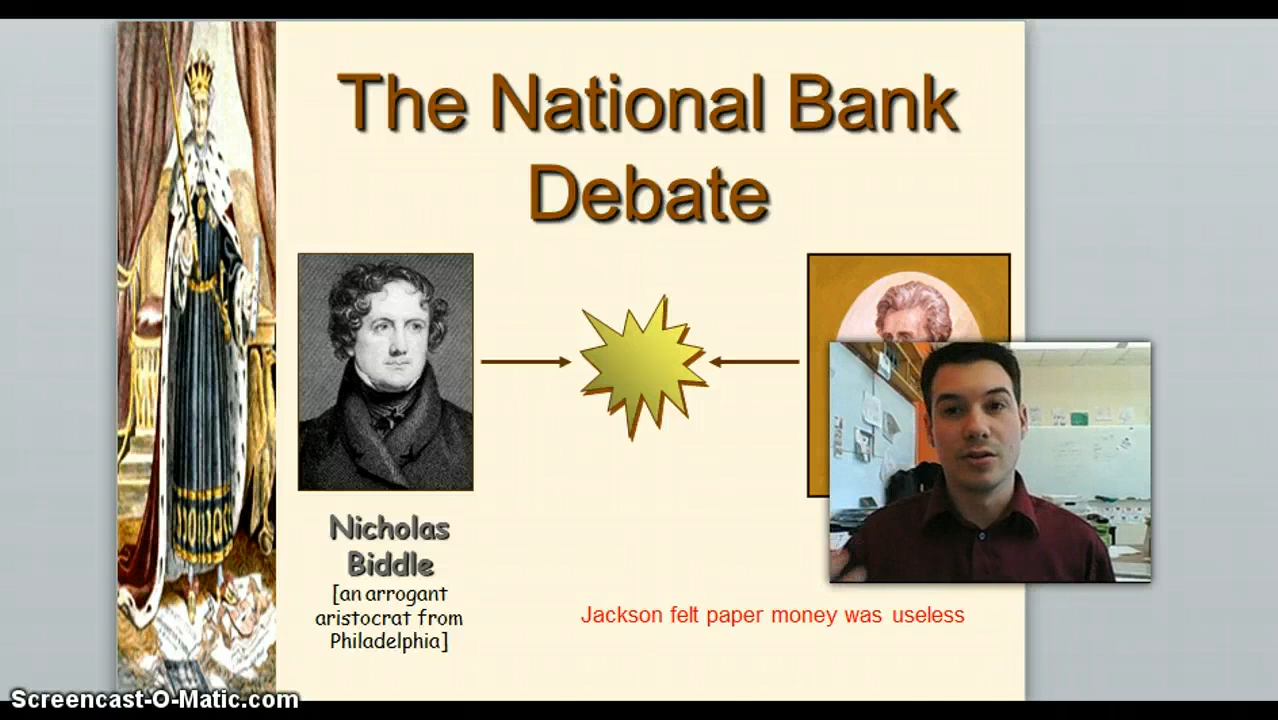 The National Bank
Debate
Nicholas
Biddle
[an arrogant
aristocrat from
Philadelphia]
Jackson felt paper money was useless
Screencast-O-Matic.com